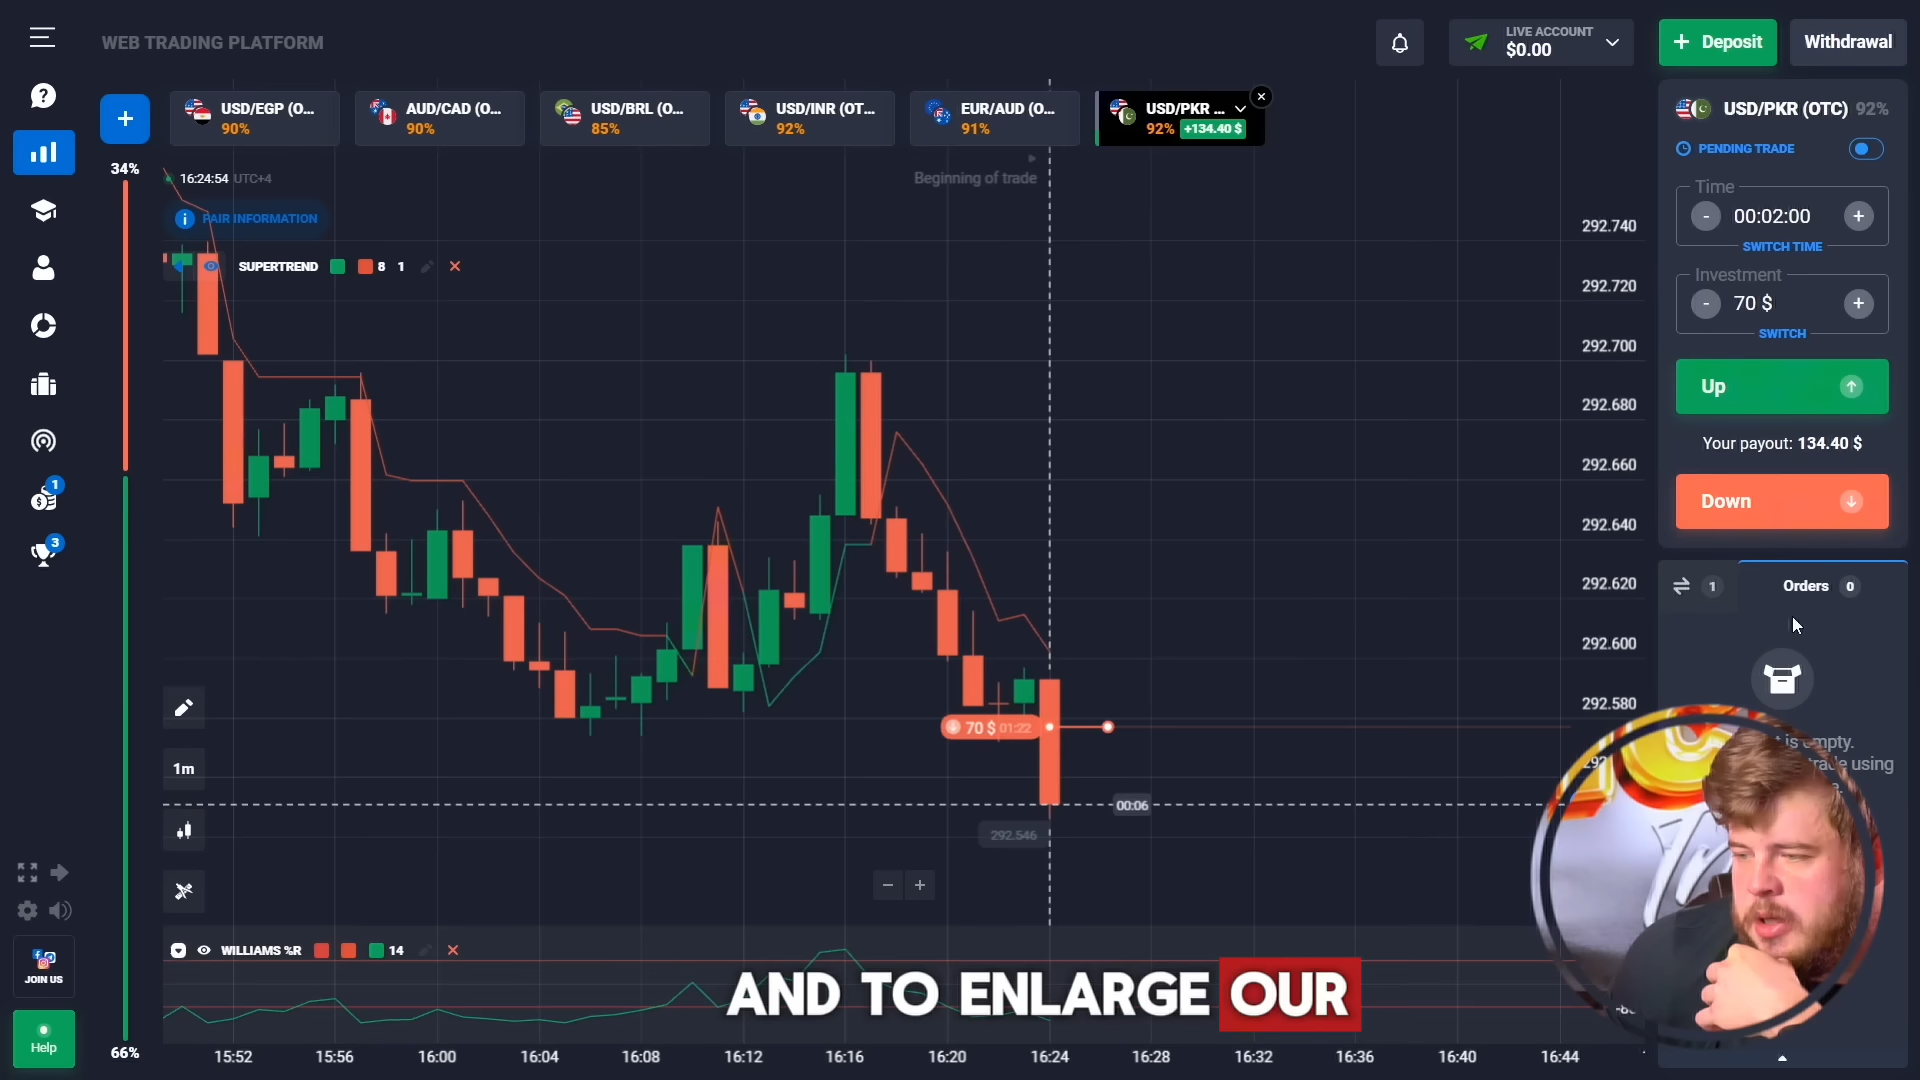 WEB TRADING PLATFORM
LIVE ACCOUNT
$0.00
Deposit
Withdrawal
USD/EGP (O...
90%
AUD/CAD (O...
90%
USD/BRL (O...
85%
USD/INR (OT...
92%
EUR/AUD (O...
91%
USD/PKR ...
92% +134.40 $
USD/PKR (OTC) 92%
PENDING TRADE
Time
- 00:02:00 +
SWITCH TIME
Investment
- 70 $ +
SWITCH
Up
Your payout: 134.40 $
Down
1
Orders 0
is empty.
trade using
34%
66%
16:24:54 UTC+4
Beginning of trade
PAIR INFORMATION
SUPERTREND 8 1
292.740
292.720
292.700
292.680
292.660
292.640
292.620
292.600
292.580
70 $ 01:22
00:06
292.546
1m
WILLIAMS %R 14
AND TO ENLARGE OUR
15:52
15:56
16:00
16:04
16:08
16:12
16:16
16:20
16:24
16:28
16:32
16:36
16:40
16:44
1
3
JOIN US
Help